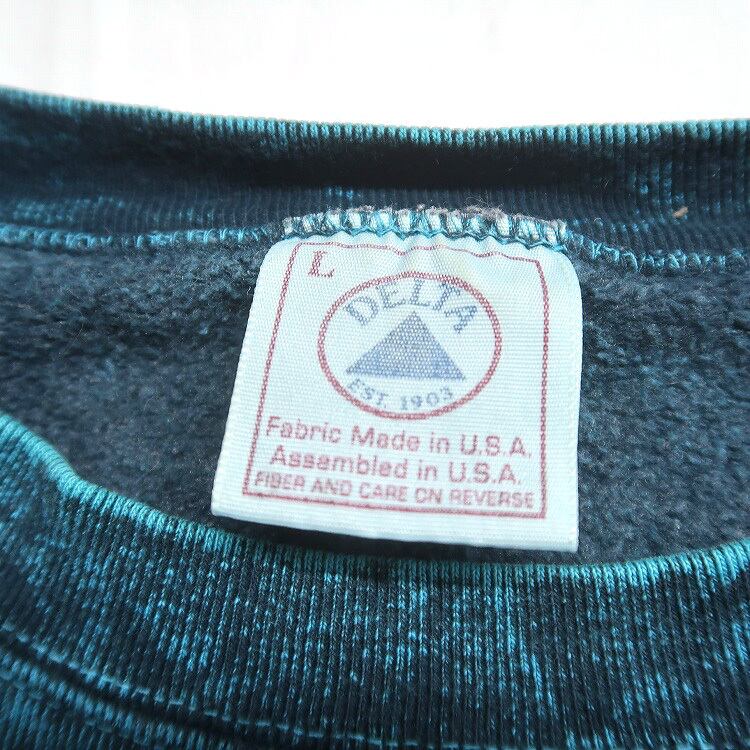 L
DELTA
EST. 1903
Fabric Made in U.S.A.
Assembled in U.S.A.
FIBER AND CARE ON REVERSE